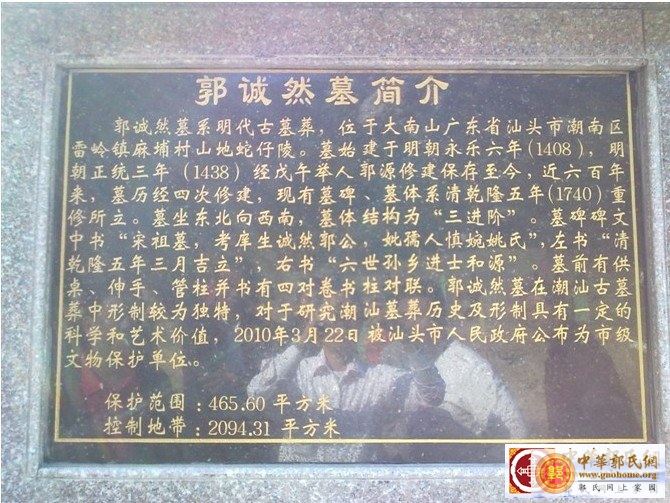 郭诚然墓简介
郭诚然墓系明代古墓葬，位于大南山广东省汕头市潮南区
雷岭镇麻埔村山地蛇仔陵。墓始建于明朝永乐六年(1408)，明
朝正统三年(1438)经戊午举人郭源修建保存至今，近六百年
来，墓历经四次修建，现有墓碑、墓体系清乾隆五年(1740)重
修所立。墓坐东北向西南，墓体结构为“三进阶”。墓碑碑文
中书“宋祖墓，考庠生诚然郭公，妣孺人慎婉姚氏”，左书“清
乾隆五年三月吉立”，右书“六世孙乡进士和源”。墓前有供
桌、伸手、管柱并书有四对卷书柱对联。郭诚然墓在潮汕古墓
葬中形制较为独特，对于研究潮汕墓葬历史及形制具有一定的
科学和艺术价值，2010年3月22日被汕头市人民政府公布为市级
文物保护单位。
保护范围：465.60 平方米
控制地带：2094.31 平方米
中華郭氏網
www.gnohome.com
郭氏网上家園